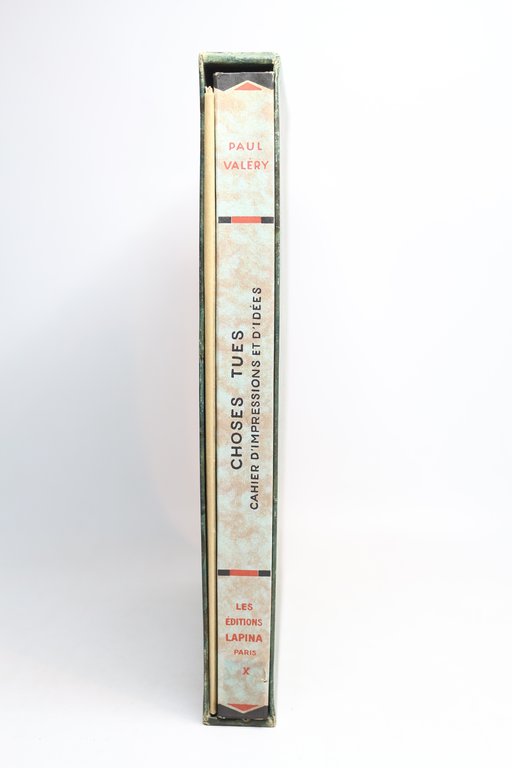 PAUL
VALÉRY
CHOSES TUES
CAHIER D'IMPRESSIONS ET D'IDÉES
LES
ÉDITIONS
LAPINA
PARIS
X